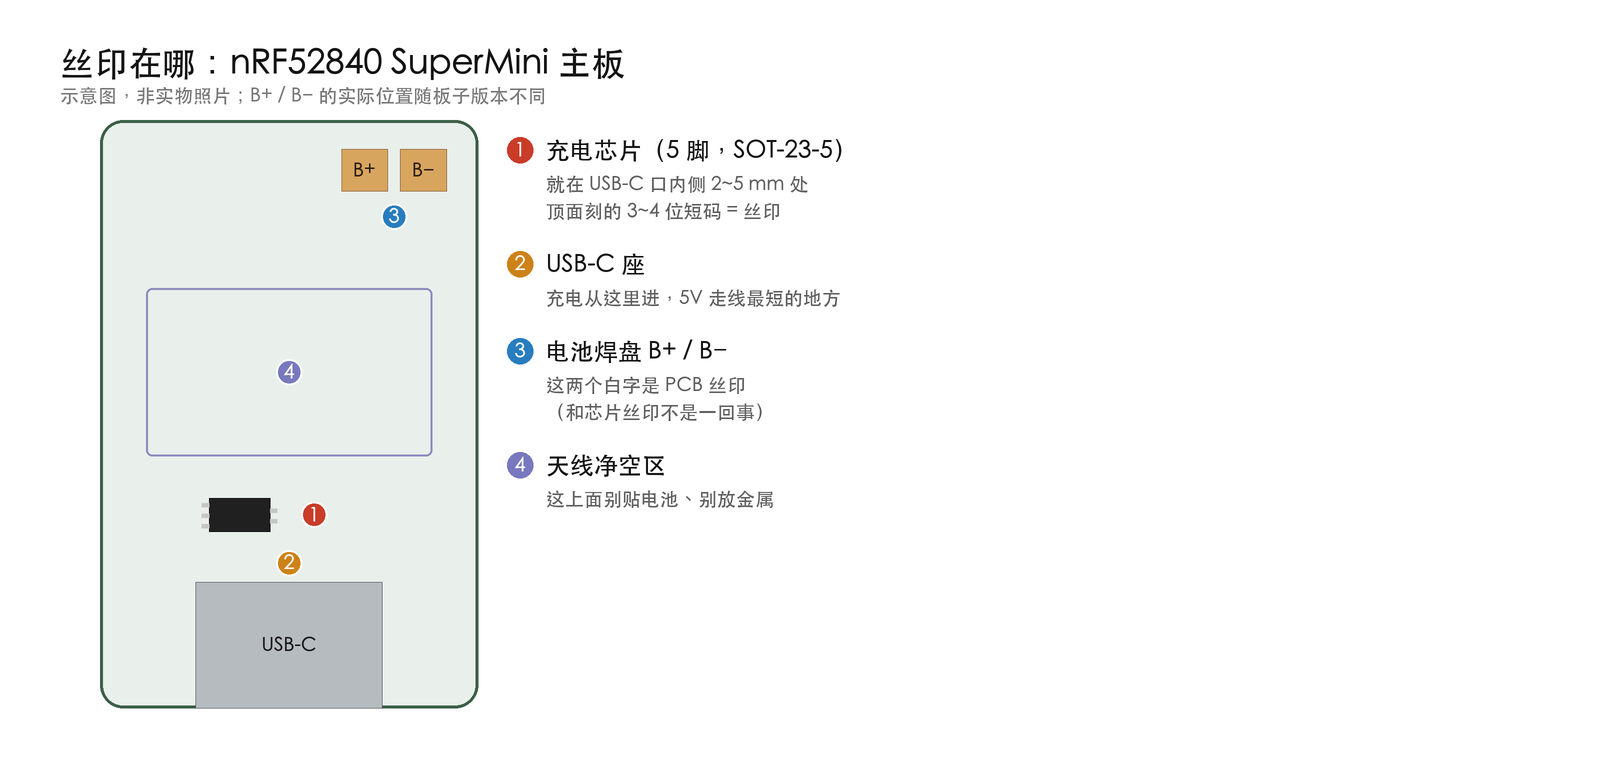 丝印在哪：nRF52840 SuperMini 主板
示意图，非实物照片；B+ / B− 的实际位置随板子版本不同
B+
B−
3
4
1
2
USB-C
1 充电芯片（5 脚，SOT-23-5）
就在 USB-C 口内侧 2~5 mm 处
顶面刻的 3~4 位短码 = 丝印
2 USB-C 座
充电从这里进，5V 走线最短的地方
3 电池焊盘 B+ / B−
这两个白字是 PCB 丝印
（和芯片丝印不是一回事）
4 天线净空区
这上面别贴电池、别放金属